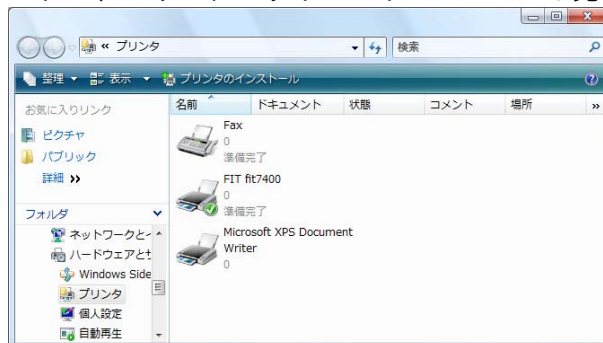 « プリンタ
検索
整理 表示 プリンタのインストール
名前 ドキュメント 状態 コメント 場所 »
お気に入りリンク
ピクチャ
パブリック
詳細 »
フォルダ
ネットワークと
ハードウェアと
Windows Side
プリンタ
個人設定
自動再生
Fax
0
準備完了
FIT fit7400
0
準備完了
Microsoft XPS Document
Writer
0